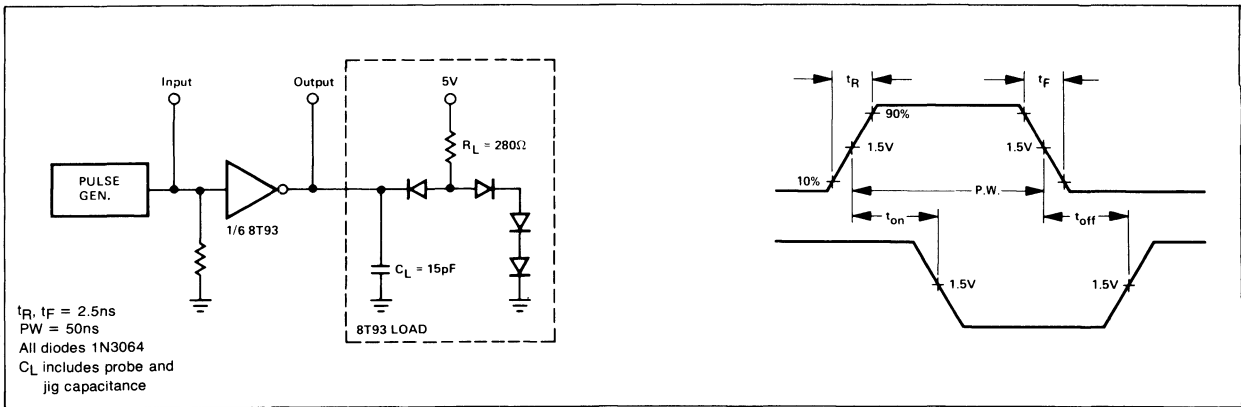 Input
Output
5V
R_L = 280Ω
PULSE
GEN.
1/6 8T93
C_L = 15pF
8T93 LOAD
t_R, t_F = 2.5ns
PW = 50ns
All diodes 1N3064
C_L includes probe and
jig capacitance
t_R
t_F
90%
1.5V
1.5V
10%
P.W.
t_on
t_off
1.5V
1.5V